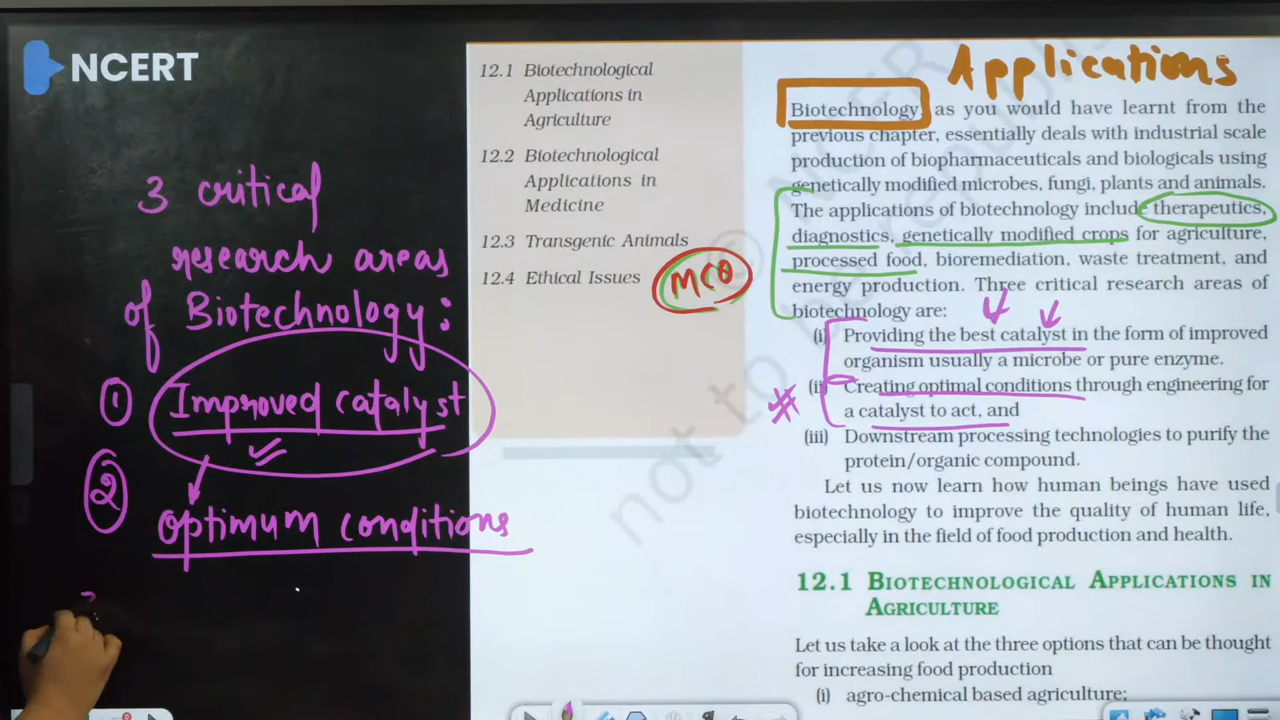 NCERT
3 critical
research areas
of Biotechnology:
① Improved catalyst
② Optimum conditions
12.1 Biotechnological
Applications in
Agriculture
12.2 Biotechnological
Applications in
Medicine
12.3 Transgenic Animals
12.4 Ethical Issues
MCQ
Applications
Biotechnology, as you would have learnt from the
previous chapter, essentially deals with industrial scale
production of biopharmaceuticals and biologicals using
genetically modified microbes, fungi, plants and animals.
The applications of biotechnology include therapeutics,
diagnostics, genetically modified crops for agriculture,
processed food, bioremediation, waste treatment, and
energy production. Three critical research areas of
biotechnology are:
(i) Providing the best catalyst in the form of improved
organism usually a microbe or pure enzyme.
(ii) Creating optimal conditions through engineering for
a catalyst to act, and
(iii) Downstream processing technologies to purify the
protein/organic compound.
Let us now learn how human beings have used
biotechnology to improve the quality of human life,
especially in the field of food production and health.
12.1 BIOTECHNOLOGICAL APPLICATIONS IN
AGRICULTURE
Let us take a look at the three options that can be thought
for increasing food production
(i) agro-chemical based agriculture;
not to be